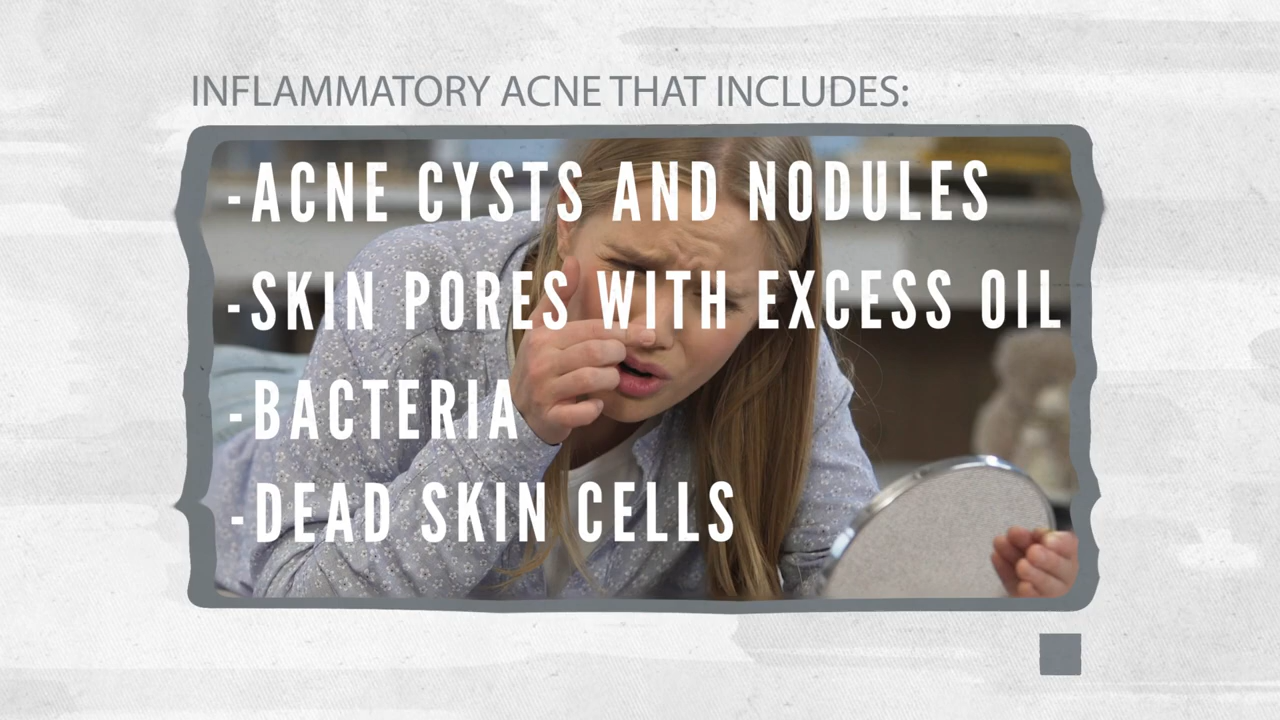 INFLAMMATORY ACNE THAT INCLUDES:
-ACNE CYSTS AND NODULES
-SKIN PORES WITH EXCESS OIL
-BACTERIA
-DEAD SKIN CELLS